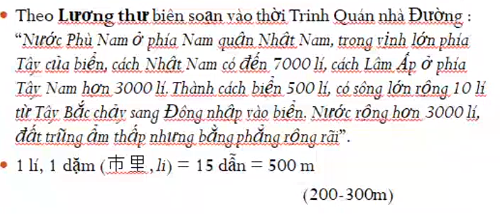 • Theo Lương thư biên soạn vào thời Trinh Quán nhà Đường :
“Nước Phù Nam ở phía Nam quận Nhật Nam, trong vịnh lớn phía
Tây của biển, cách Nhật Nam có đến 7000 lí, cách Lâm Ấp ở phía
Tây Nam hơn 3000 lí. Thành cách biển 500 lí, có sông lớn rộng 10 lí
từ Tây Bắc chảy sang Đông nhập vào biển. Nước rộng hơn 3000 lí,
đất trũng ẩm thấp nhưng bằng phẳng rộng rãi”.
• 1 lí, 1 dặm (市里, lǐ) = 15 dẫn = 500 m
(200-300m)